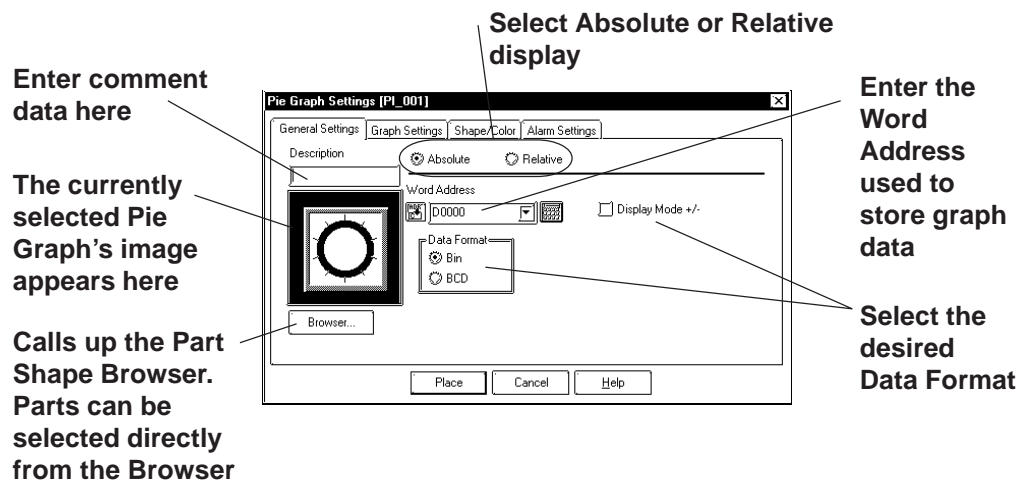 Select Absolute or Relative
display
Enter comment
data here
The currently
selected Pie
Graph's image
appears here
Calls up the Part
Shape Browser.
Parts can be
selected directly
from the Browser
Pie Graph Settings [PI_001]
General Settings Graph Settings Shape/Color Alarm Settings
Description
Absolute Relative
Word Address
D0000
Display Mode +/-
Data Format
Bin
BCD
Browser...
Place Cancel Help
Enter the
Word
Address
used to
store graph
data
Select the
desired
Data Format